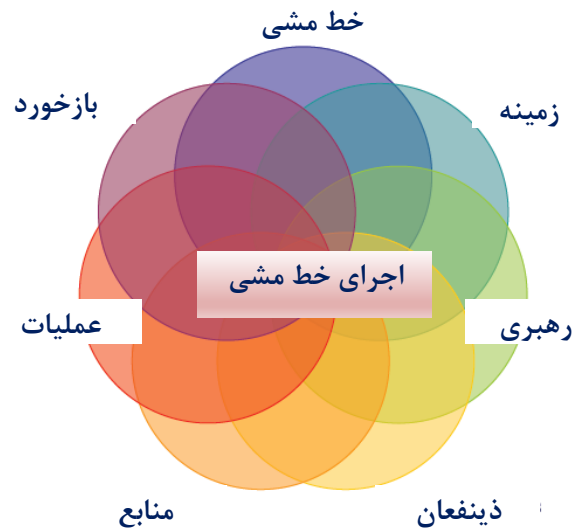 خط مشی
زمینه
بازخورد
اجرای خط مشی
رهبری
عملیات
ذینفعان
منابع